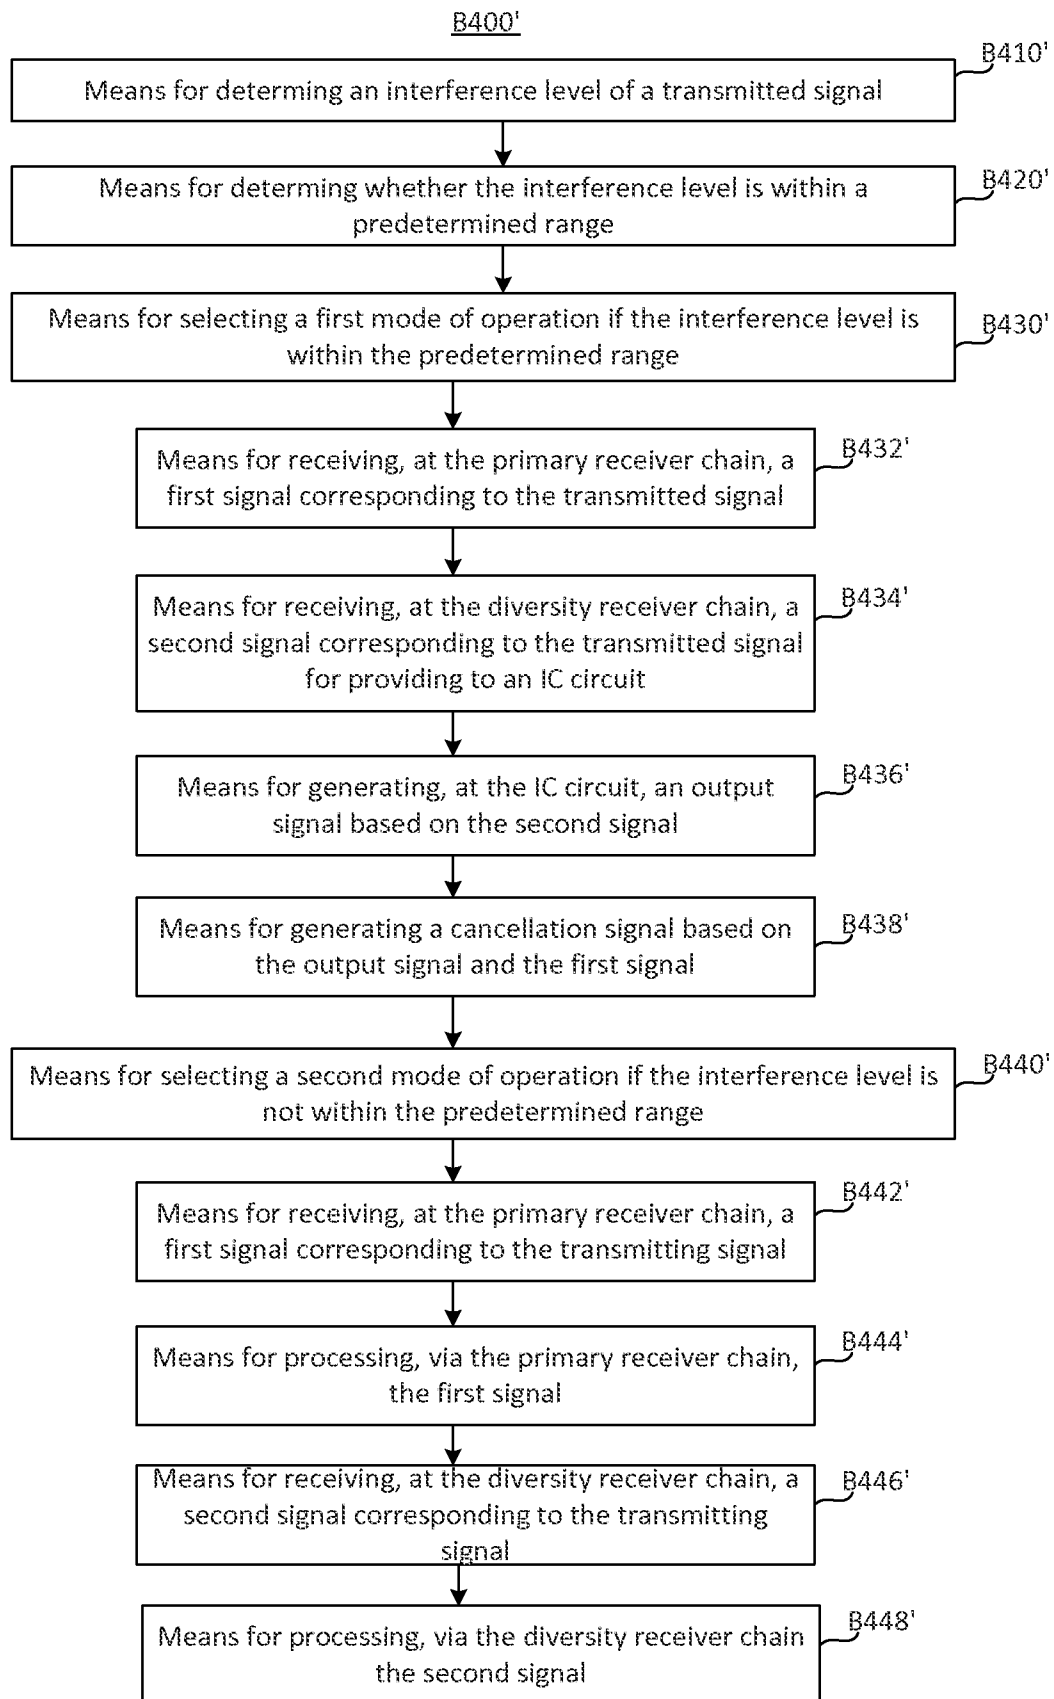 B400'
B410'
Means for determing an interference level of a transmitted signal
B420'
Means for determing whether the interference level is within a
predetermined range
B430'
Means for selecting a first mode of operation if the interference level is
within the predetermined range
B432'
Means for receiving, at the primary receiver chain, a
first signal corresponding to the transmitted signal
B434'
Means for receiving, at the diversity receiver chain, a
second signal corresponding to the transmitted signal
for providing to an IC circuit
B436'
Means for generating, at the IC circuit, an output
signal based on the second signal
B438'
Means for generating a cancellation signal based on
the output signal and the first signal
B440'
Means for selecting a second mode of operation if the interference level is
not within the predetermined range
B442'
Means for receiving, at the primary receiver chain, a
first signal corresponding to the transmitting signal
B444'
Means for processing, via the primary receiver chain,
the first signal
B446'
Means for receiving, at the diversity receiver chain, a
second signal corresponding to the transmitting
signal
B448'
Means for processing, via the diversity receiver chain
the second signal